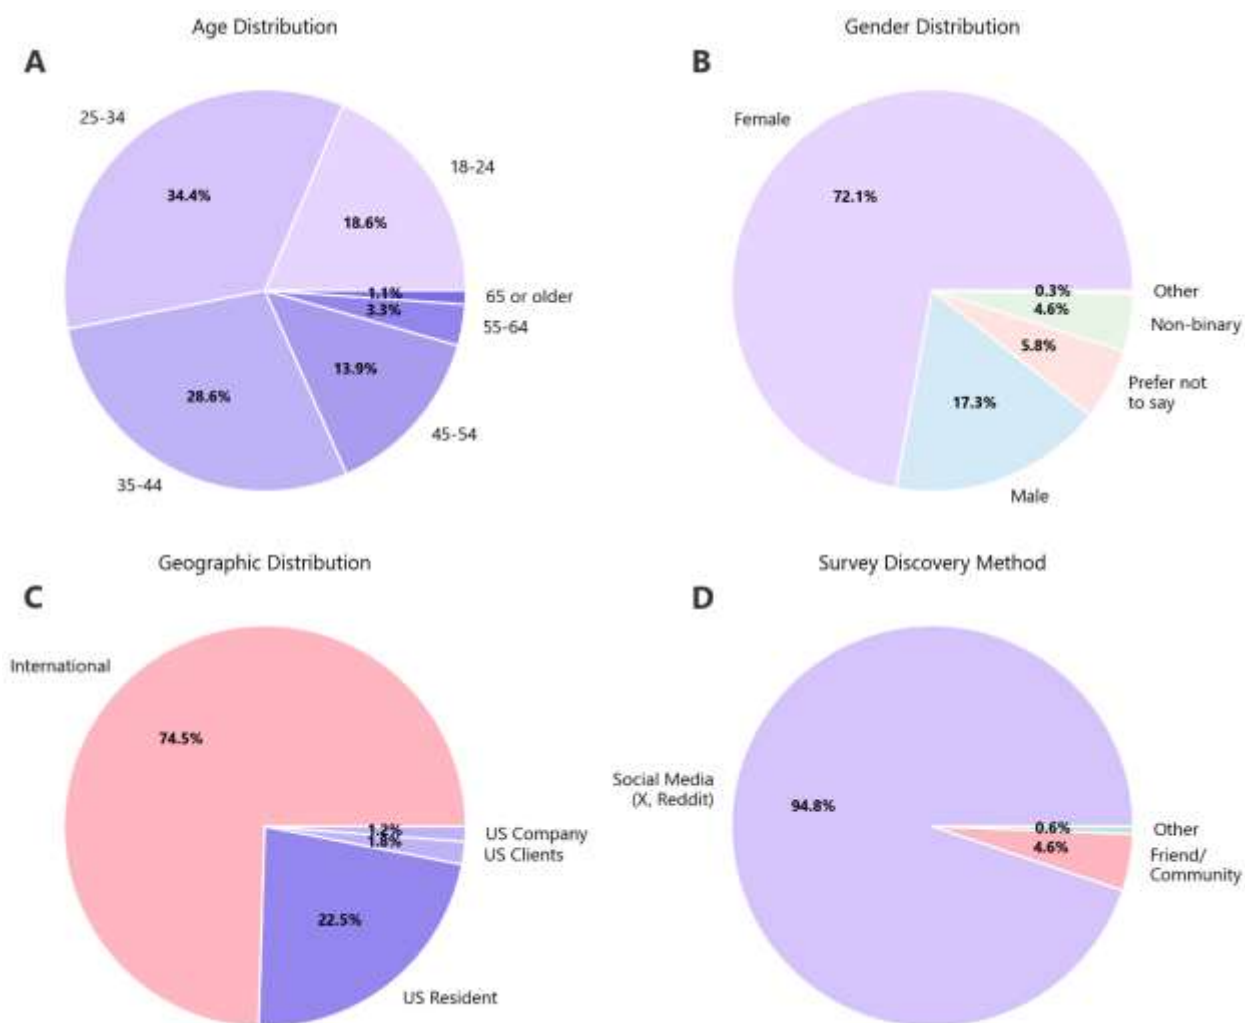 Age Distribution
A
25-34
34.4%
18-24
18.6%
1.1%
65 or older
3.3%
55-64
13.9%
28.6%
45-54
35-44
Gender Distribution
B
Female
72.1%
0.3%
Other
4.6%
Non-binary
5.8%
Prefer not
to say
17.3%
Male
Geographic Distribution
C
International
74.5%
1.2%
US Company
1.8%
US Clients
22.5%
US Resident
Survey Discovery Method
D
Social Media
(X, Reddit)
94.8%
0.6%
Other
4.6%
Friend/
Community